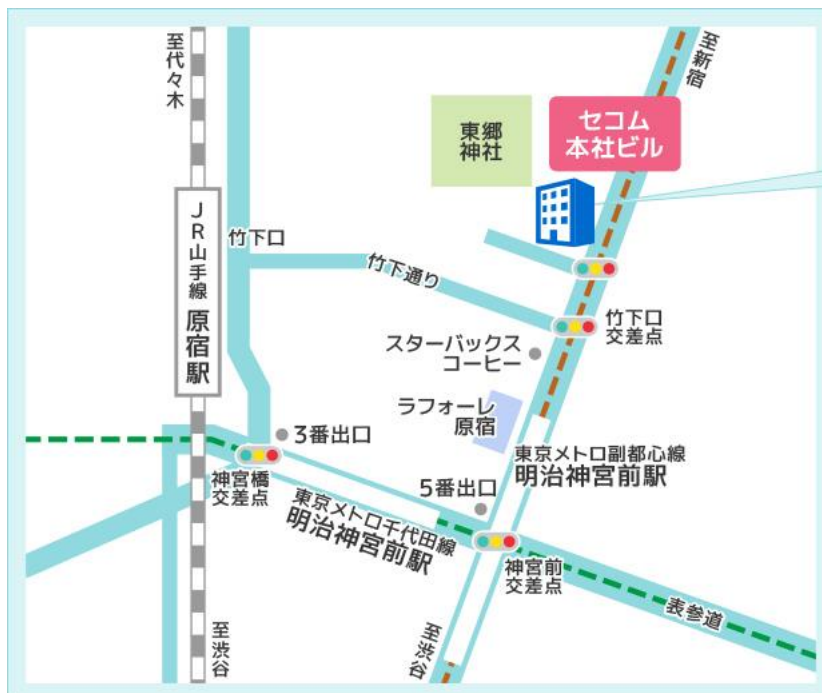 至代々木
至新宿
セコム
本社ビル
東郷
神社
JR山手線 原宿駅
竹下口
竹下通り
竹下口
交差点
スターバックス
コーヒー
ラフォーレ
原宿
3番出口
東京メトロ副都心線
明治神宮前駅
神宮橋
交差点
5番出口
東京メトロ千代田線
明治神宮前駅
神宮前
交差点
表参道
至渋谷
至渋谷